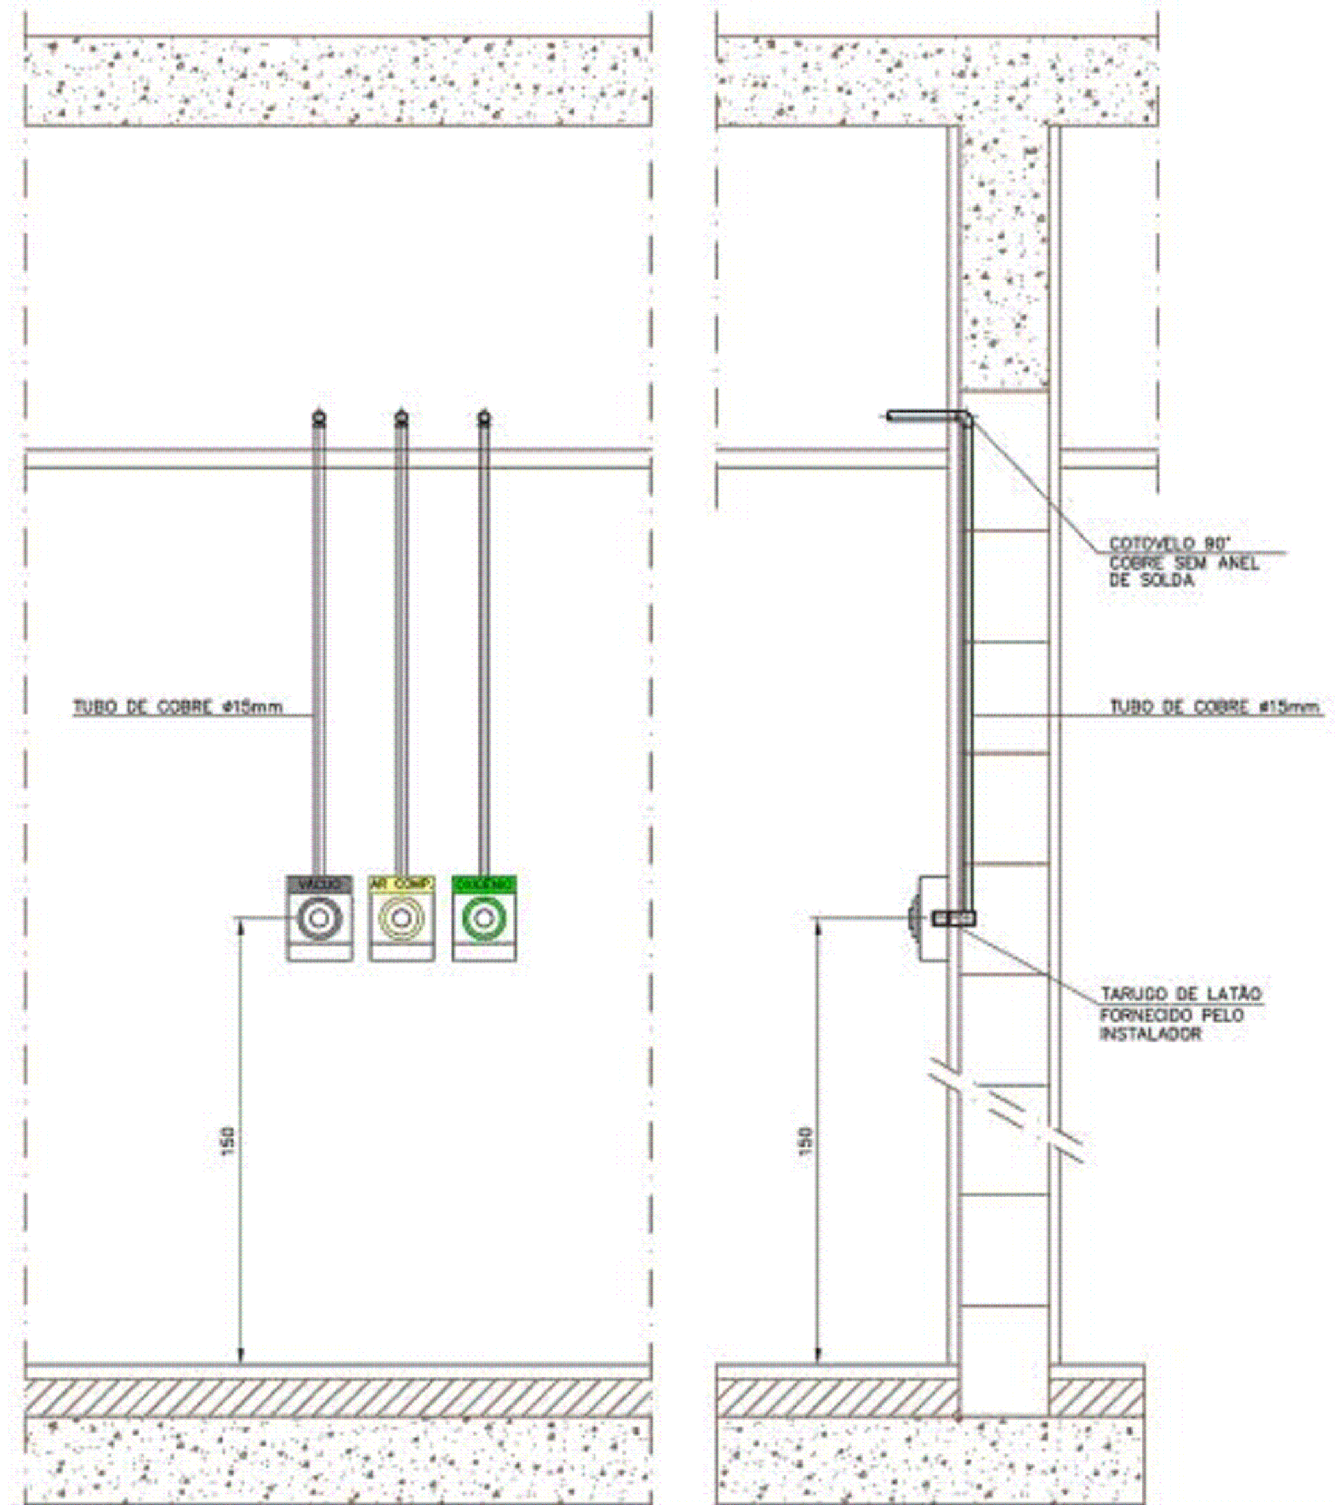 COTOVELO 90°
COBRE SEM ANEL
DE SOLDA
TUBO DE COBRE ø15mm
TUBO DE COBRE ø15mm
VÁCUO
AR COMP.
OXIGÊNIO
TARUGO DE LATÃO
FORNECIDO PELO
INSTALADOR
150
150